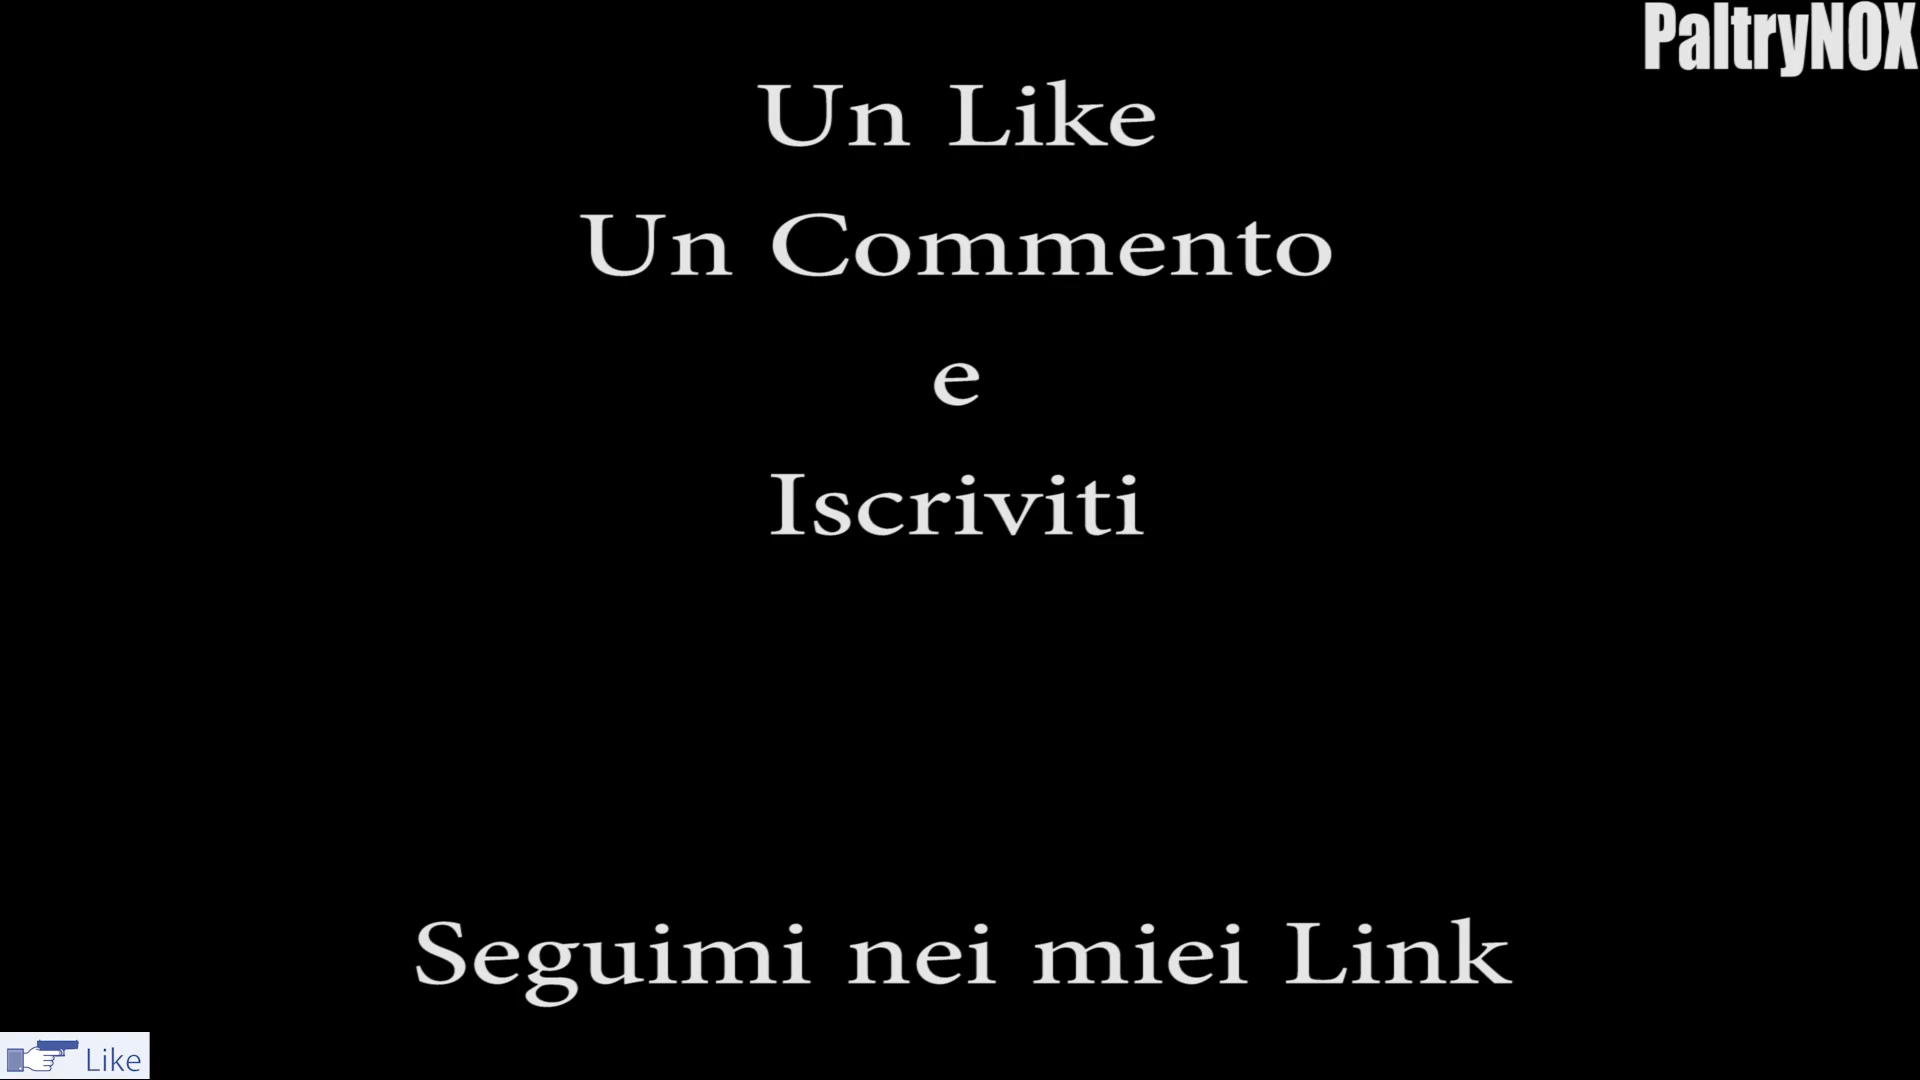 PaltryNOX
Un Like
Un Commento
e
Iscriviti
Seguimi nei miei Link
Like